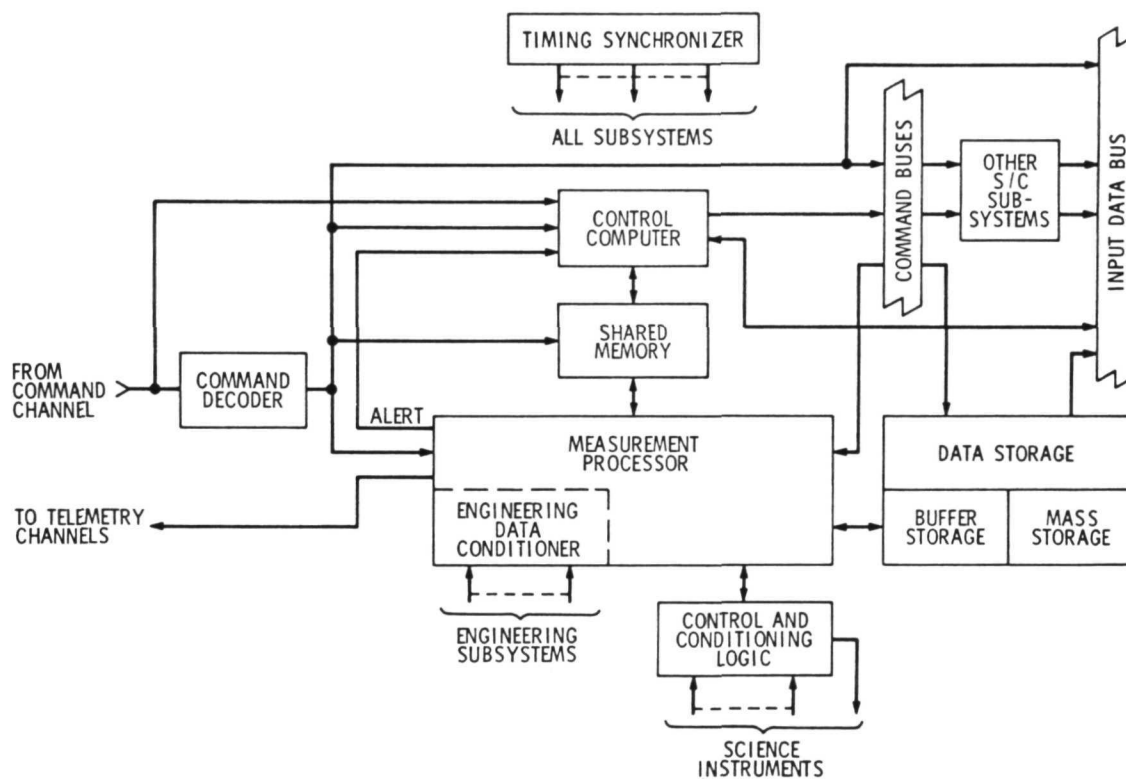 TIMING SYNCHRONIZER
ALL SUBSYSTEMS
CONTROL
COMPUTER
COMMAND BUSES
OTHER
S/C
SUB-
SYSTEMS
INPUT DATA BUS
SHARED
MEMORY
FROM
COMMAND
CHANNEL
COMMAND
DECODER
ALERT
MEASUREMENT
PROCESSOR
DATA STORAGE
TO TELEMETRY
CHANNELS
ENGINEERING
DATA
CONDITIONER
BUFFER
STORAGE
MASS
STORAGE
ENGINEERING
SUBSYSTEMS
CONTROL AND
CONDITIONING
LOGIC
SCIENCE
INSTRUMENTS